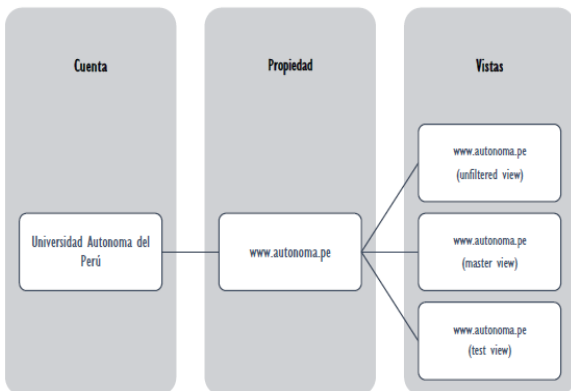 Cuenta
Propiedad
Vistas
Universidad Autonoma del
Perú
www.autonoma.pe
www.autonoma.pe
(unfiltered view)
www.autonoma.pe
(master view)
www.autonoma.pe
(test view)